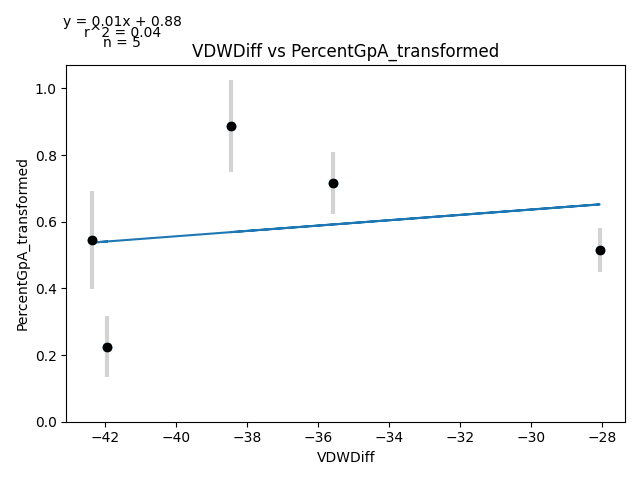 y = 0.01x + 0.88
r^2 = 0.04
n = 5
VDWDiff vs PercentGpA_transformed
1.0
0.8
0.6
0.4
0.2
0.0
PercentGpA_transformed
−42 −40 −38 −36 −34 −32 −30 −28
VDWDiff